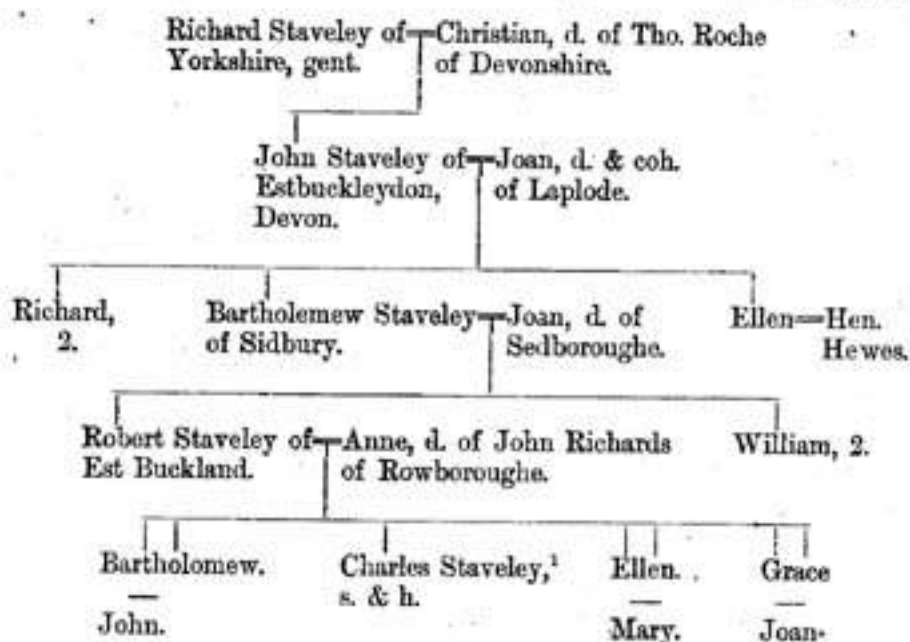 Richard Staveley of Christian, d. of Tho. Roche
Yorkshire, gent. of Devonshire.
John Staveley of Joan, d. & coh.
Estbuckleydon, of Laplode.
Devon.
Richard, Bartholemew Staveley Joan, d. of Ellen Hen.
2. of Sidbury. Sedboroughe. Hewes.
Robert Staveley of Anne, d. of John Richards William, 2.
Est Buckland. of Rowboroughe.
Bartholomew. Charles Staveley,¹ Ellen. Grace
s. & h.
John. Mary. Joan.